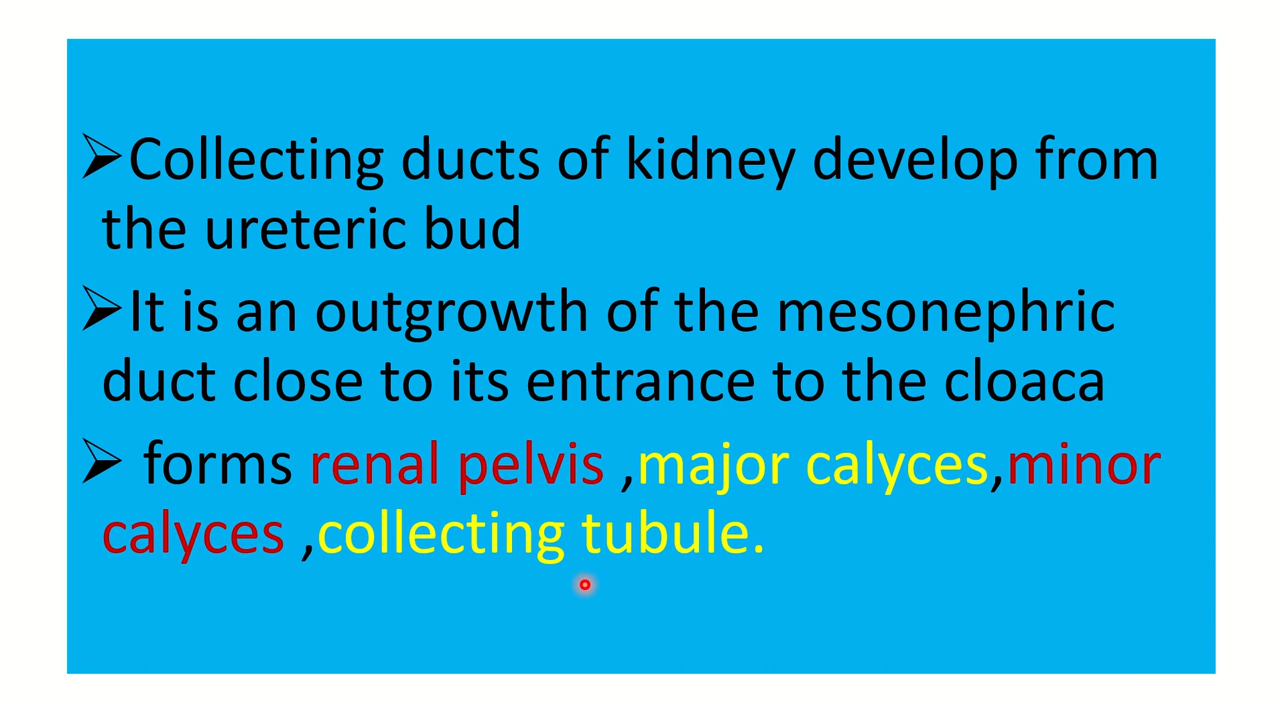 ➢Collecting ducts of kidney develop from
the ureteric bud
➢It is an outgrowth of the mesonephric
duct close to its entrance to the cloaca
➢ forms renal pelvis ,major calyces,minor
calyces ,collecting tubule.